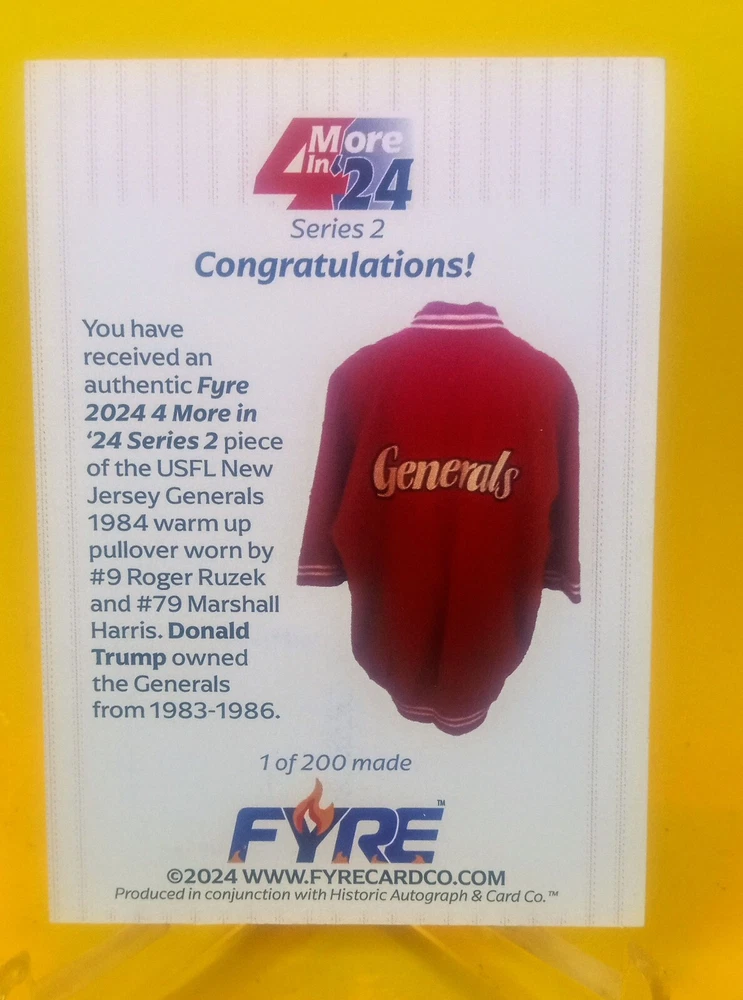 4 More in '24
Series 2
Congratulations!
You have
received an
authentic Fyre
2024 4 More in
‘24 Series 2 piece
of the USFL New
Jersey Generals
1984 warm up
pullover worn by
#9 Roger Ruzek
and #79 Marshall
Harris. Donald
Trump owned
the Generals
from 1983-1986.
Generals
1 of 200 made
FYRE™
©2024 WWW.FYRECARDCO.COM
Produced in conjunction with Historic Autograph & Card Co.™